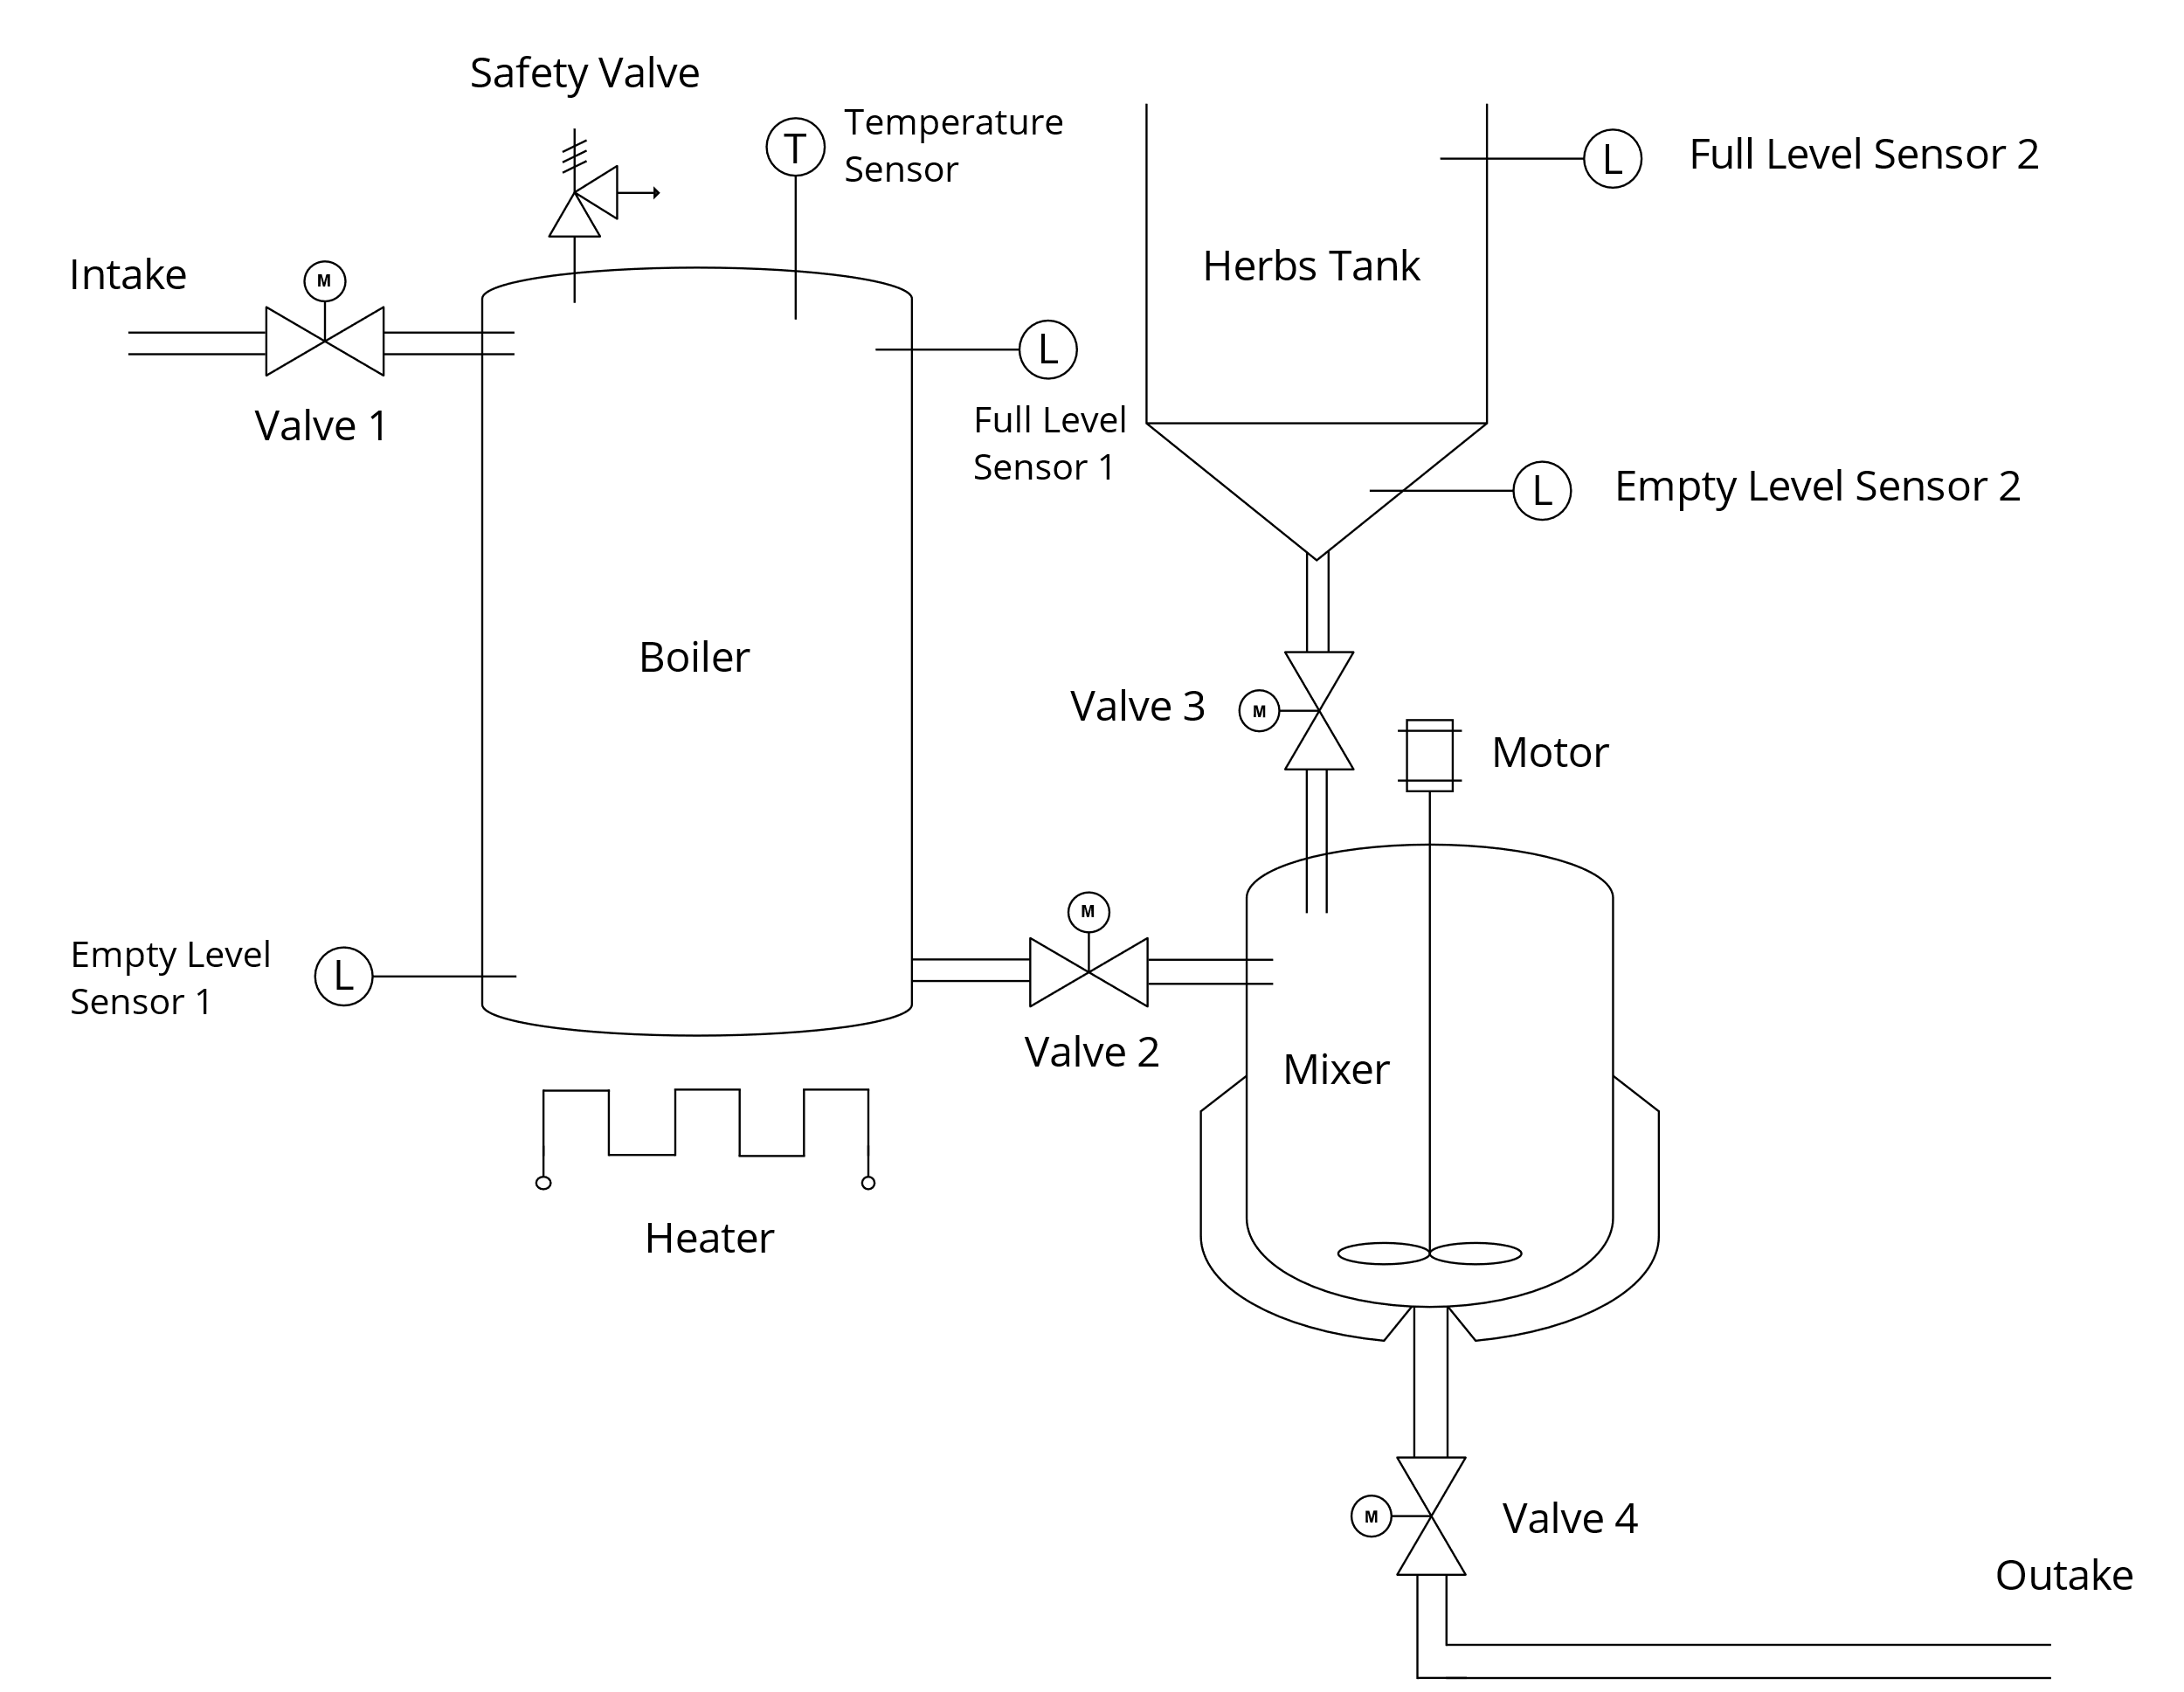 Safety Valve
T
Temperature
Sensor
L
Full Level Sensor 2
Intake
M
Herbs Tank
Valve 1
L
Full Level
Sensor 1
L
Empty Level Sensor 2
Boiler
Valve 3
M
Motor
M
Empty Level
Sensor 1
L
Valve 2
Mixer
Heater
M
Valve 4
Outake